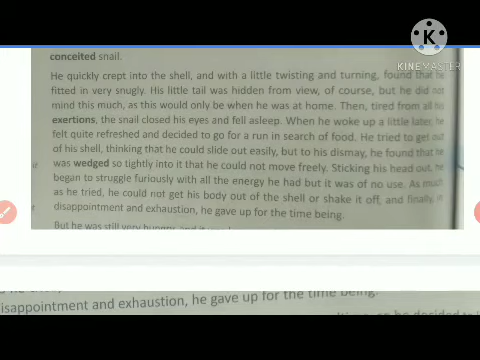 K
KINEMASTER
conceited snail.
He quickly crept into the shell, and with a little twisting and turning, found that he
fitted in very snugly. His little tail was hidden from view, of course, but he did not
mind this much, as this would only be when he was at home. Then, tired from all his
exertions, the snail closed his eyes and fell asleep. When he woke up a little later, he
felt quite refreshed and decided to go for a run in search of food. He tried to get out
of his shell, thinking that he could slide out easily, but to his dismay, he found that he
was wedged so tightly into it that he could not move freely. Sticking his head out, he
began to struggle furiously with all the energy he had but it was of no use. As much
as he tried, he could not get his body out of the shell or shake it off, and finally, in
disappointment and exhaustion, he gave up for the time being.
But he was still very hungry, and it
isappointment and exhaustion, he gave up for the time being.
he decided